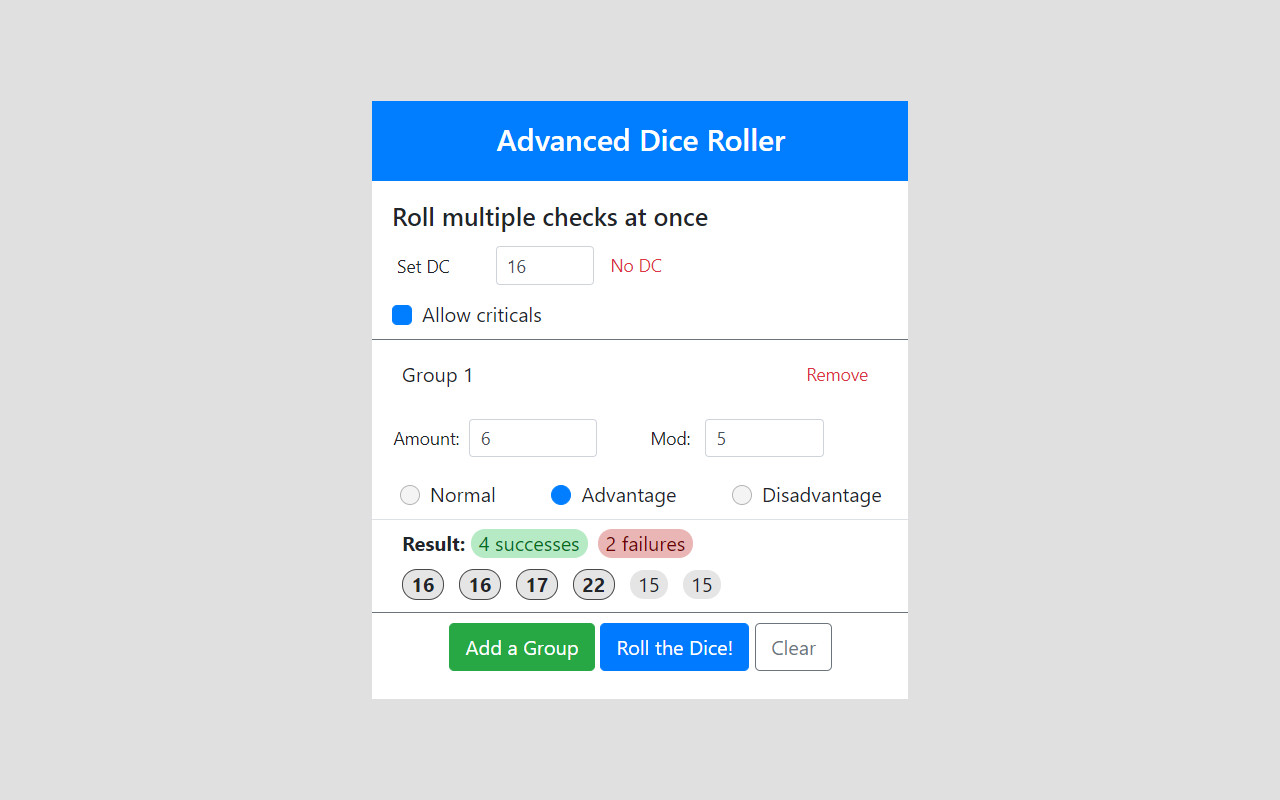 Advanced Dice Roller
Roll multiple checks at once
Set DC 16 No DC
Allow criticals
Group 1 Remove
Amount: 6 Mod: 5
Normal Advantage Disadvantage
Result: 4 successes 2 failures
16 16 17 22 15 15
Add a Group Roll the Dice! Clear